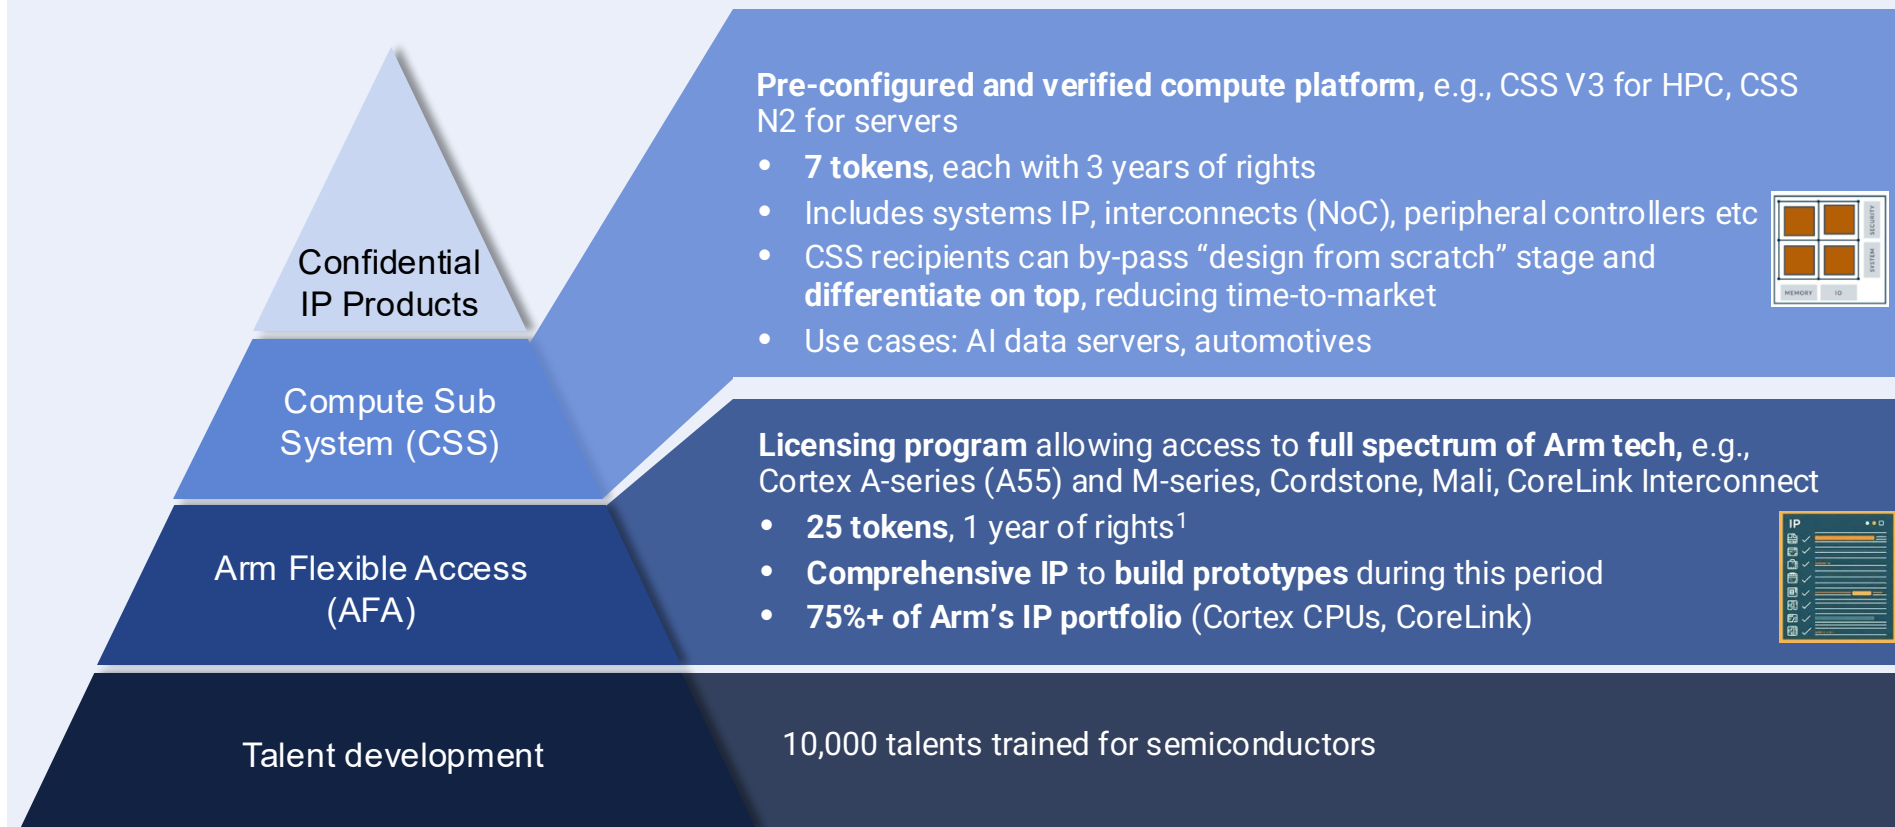 Confidential
IP Products
Compute Sub
System (CSS)
Arm Flexible Access
(AFA)
Talent development
Pre-configured and verified compute platform, e.g., CSS V3 for HPC, CSS
N2 for servers
• 7 tokens, each with 3 years of rights
• Includes systems IP, interconnects (NoC), peripheral controllers etc
• CSS recipients can by-pass “design from scratch” stage and
differentiate on top, reducing time-to-market
• Use cases: AI data servers, automotives
SECURITY
SYSTEM
MEMORY
IO
Licensing program allowing access to full spectrum of Arm tech, e.g.,
Cortex A-series (A55) and M-series, Cordstone, Mali, CoreLink Interconnect
• 25 tokens, 1 year of rights¹
• Comprehensive IP to build prototypes during this period
• 75%+ of Arm’s IP portfolio (Cortex CPUs, CoreLink)
IP
10,000 talents trained for semiconductors